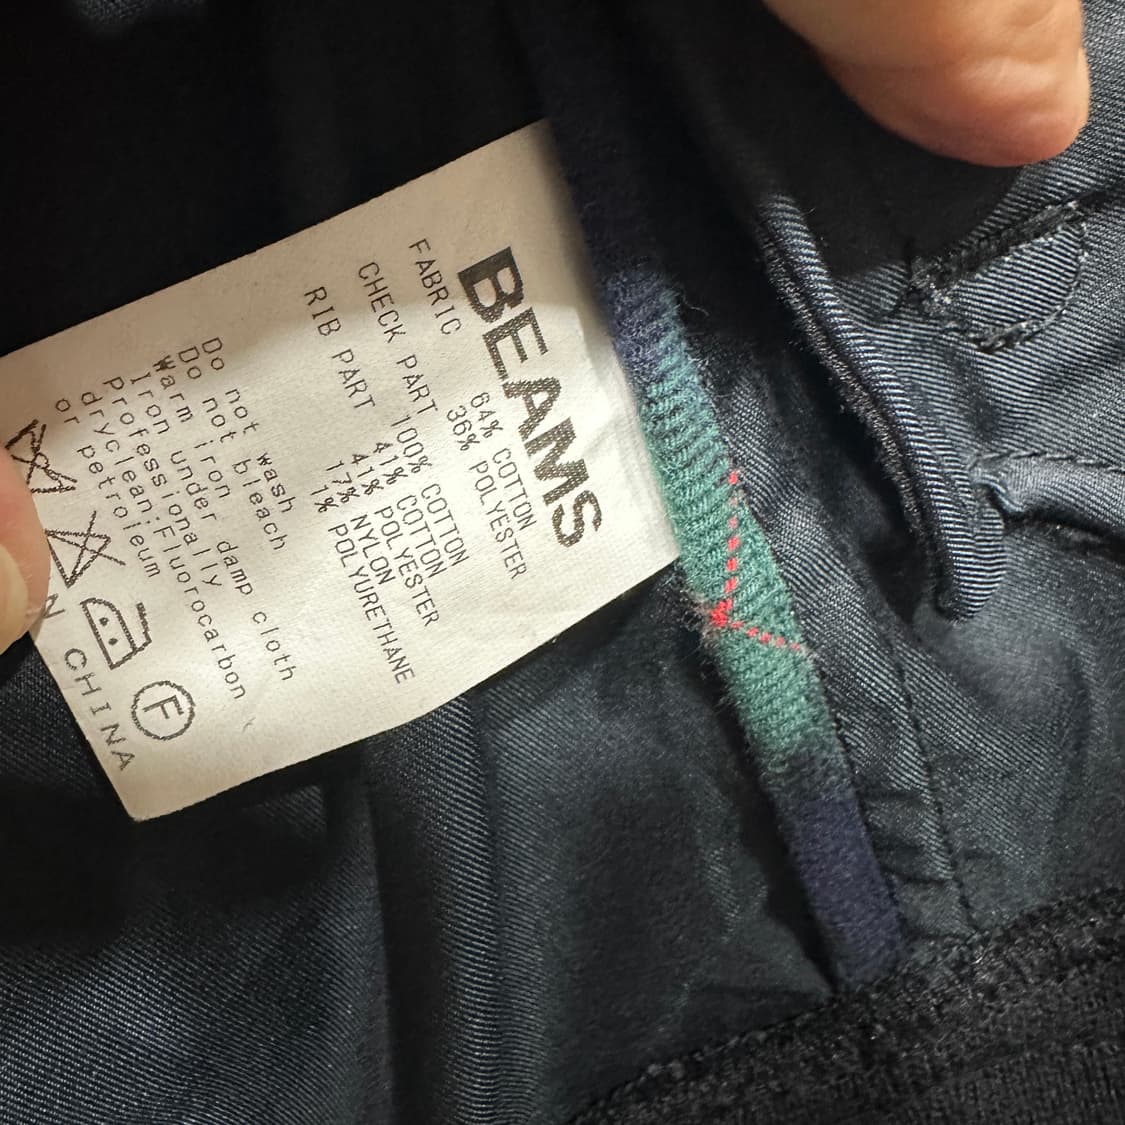 BEAMS
FABRIC 64% COTTON
36% POLYESTER
CHECK PART 100% COTTON
RIB PART 41% COTTON
41% POLYESTER
17% NYLON
1% POLYURETHANE
Do not wash
Do not bleach
Warm iron
Iron under damp cloth
Professionally
dryclean:Fluorocarbon
or petroleum
F
N CHINA